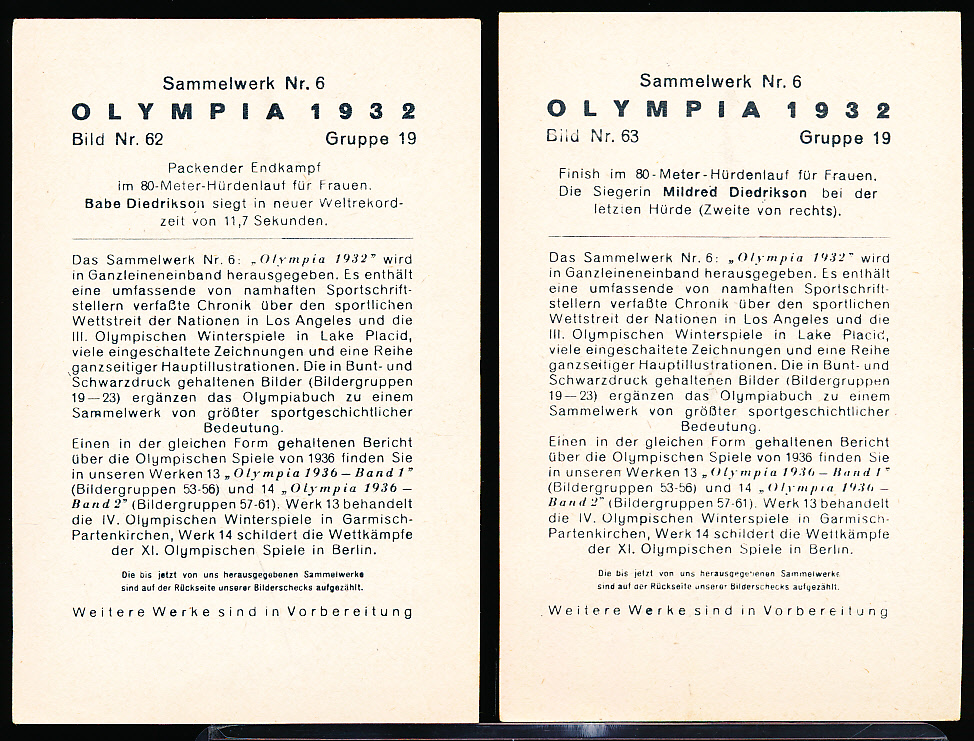 Sammelwerk Nr. 6
OLYMPIA 1932
Bild Nr. 62 Gruppe 19
Packender Endkampf
im 80-Meter-Hürdenlauf für Frauen.
Babe Diedrikson siegt in neuer Weltrekord-
zeit von 11,7 Sekunden.
Das Sammelwerk Nr. 6: „Olympia 1932” wird
in Ganzleineneinband herausgegeben. Es enthält
eine umfassende von namhaften Sportschrift-
stellern verfaßte Chronik über den sportlichen
Wettstreit der Nationen in Los Angeles und die
III. Olympischen Winterspiele in Lake Placid,
viele eingeschaltete Zeichnungen und eine Reihe
ganzseitiger Hauptillustrationen. Die in Bunt- und
Schwarzdruck gehaltenen Bilder (Bildergruppen
19—23) ergänzen das Olympiabuch zu einem
Sammelwerk von größter sportgeschichtlicher
Bedeutung.
Einen in der gleichen Form gehaltenen Bericht
über die Olympischen Spiele von 1936 finden Sie
in unseren Werken 13 „Olympia 1936 – Band 1”
(Bildergruppen 53-56) und 14 „Olympia 1936 –
Band 2” (Bildergruppen 57-61). Werk 13 behandelt
die IV. Olympischen Winterspiele in Garmisch-
Partenkirchen, Werk 14 schildert die Wettkämpfe
der XI. Olympischen Spiele in Berlin.
Die bis jetzt von uns herausgegebenen Sammelwerke
sind auf der Rückseite unserer Bilderschecks aufgezählt.
Weitere Werke sind in Vorbereitung
Sammelwerk Nr. 6
OLYMPIA 1932
Bild Nr. 63 Gruppe 19
Finish im 80-Meter-Hürdenlauf für Frauen.
Die Siegerin Mildred Diedrikson bei der
letzten Hürde (Zweite von rechts).
Das Sammelwerk Nr. 6: „Olympia 1932” wird
in Ganzleineneinband herausgegeben. Es enthält
eine umfassende von namhaften Sportschrift-
stellern verfaßte Chronik über den sportlichen
Wettstreit der Nationen in Los Angeles und die
III. Olympischen Winterspiele in Lake Placid,
viele eingeschaltete Zeichnungen und eine Reihe
ganzseitiger Hauptillustrationen. Die in Bunt- und
Schwarzdruck gehaltenen Bilder (Bildergruppen
19—23) ergänzen das Olympiabuch zu einem
Sammelwerk von größter sportgeschichtlicher
Bedeutung.
Einen in der gleichen Form gehaltenen Bericht
über die Olympischen Spiele von 1936 finden Sie
in unseren Werken 13 „Olympia 1936 – Band 1”
(Bildergruppen 53-56) und 14 „Olympia 1936 –
Band 2” (Bildergruppen 57-61). Werk 13 behandelt
die IV. Olympischen Winterspiele in Garmisch-
Partenkirchen, Werk 14 schildert die Wettkämpfe
der XI. Olympischen Spiele in Berlin.
Die bis jetzt von uns herausgegebenen Sammelwerke
sind auf der Rückseite unserer Bilderschecks aufgezählt.
Weitere Werke sind in Vorbereitung